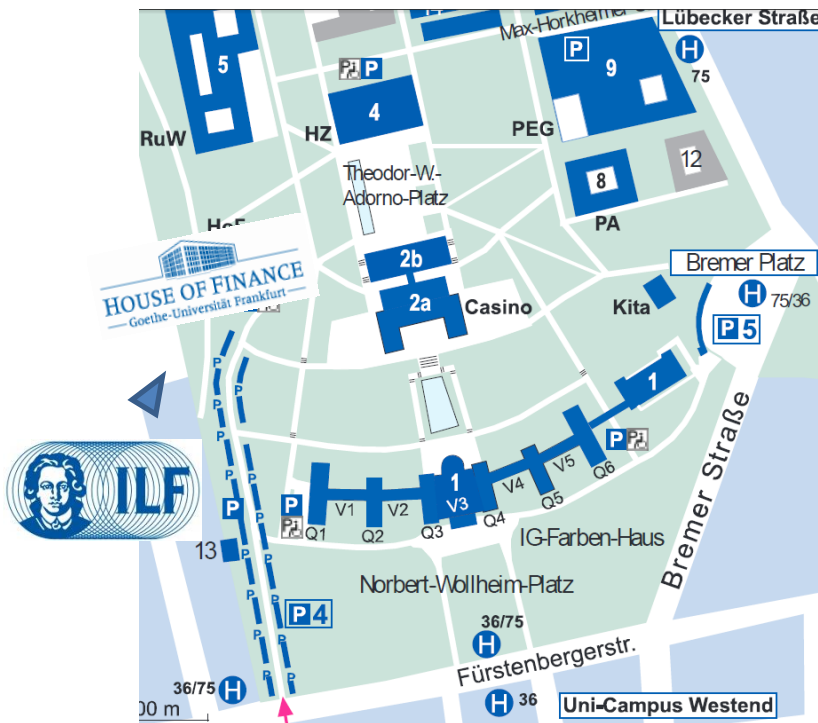 Max-Horkheimer-S
Lübecker Straße
H
75
5
P
P
9
4
RuW
HZ
PEG
12
8
Theodor-W.-
Adorno-Platz
PA
HoF
HOUSE OF FINANCE
Goethe-Universität Frankfurt
2b
2a
Casino
Kita
Bremer Platz
H
75/36
P 5
1
P
P
Bremer Straße
ILF
P
P
1
V3
V1
V2
V4
V5
Q1
Q2
Q3
Q4
Q5
Q6
13
IG-Farben-Haus
Norbert-Wollheim-Platz
P 4
36/75
H
Fürstenbergerstr.
36/75
H
H
36
Uni-Campus Westend
00 m